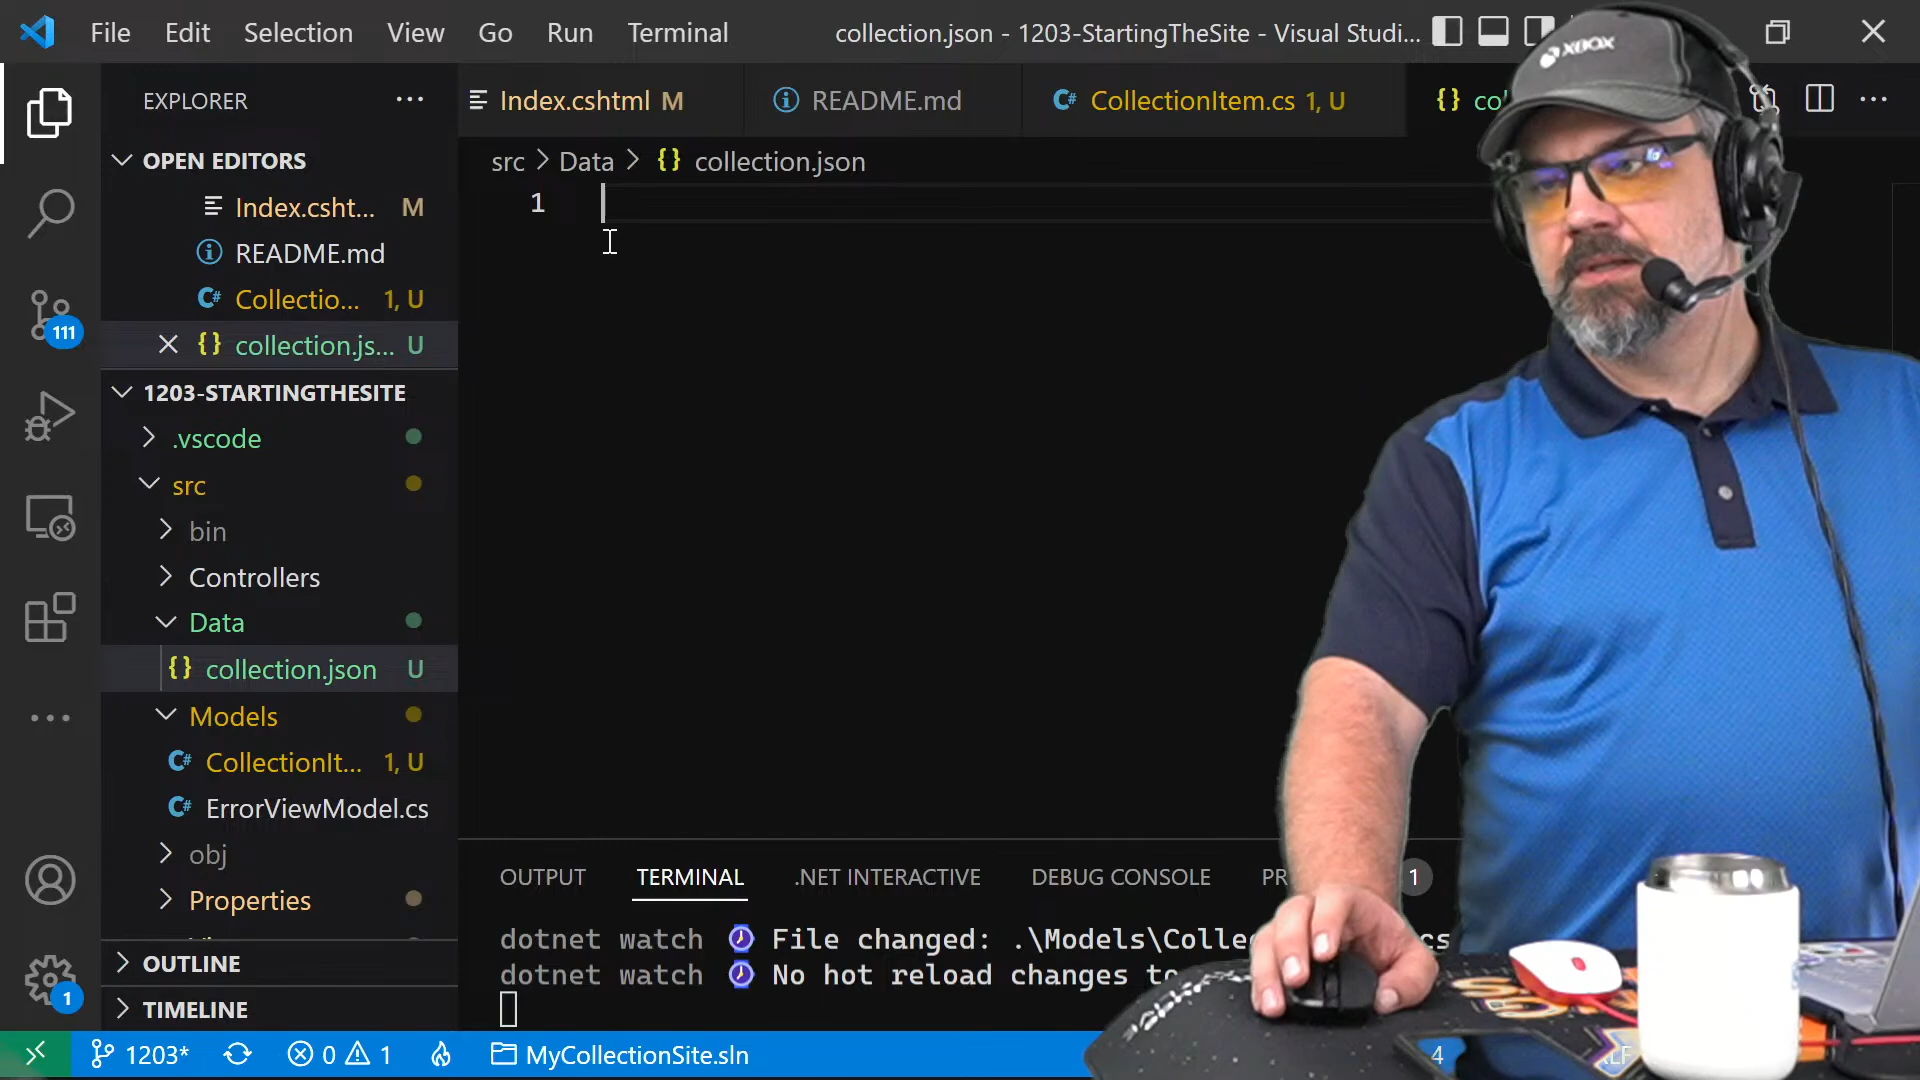 File Edit Selection View Go Run Terminal
collection.json - 1203-StartingTheSite - Visual Studi...
XBOX
EXPLORER
Index.cshtml M
README.md
CollectionItem.cs 1, U
OPEN EDITORS
src > Data > {} collection.json
Index.csht... M
1
README.md
Collectio... 1, U
111
collection.js... U
1203-STARTINGTHESITE
.vscode
src
bin
Controllers
Data
collection.json U
Models
CollectionIt... 1, U
ErrorViewModel.cs
obj
OUTPUT TERMINAL .NET INTERACTIVE DEBUG CONSOLE 1
Properties
dotnet watch File changed: .\Models\Colle
OUTLINE
dotnet watch No hot reload changes to
1
TIMELINE
1203* 0 1 MyCollectionSite.sln
4